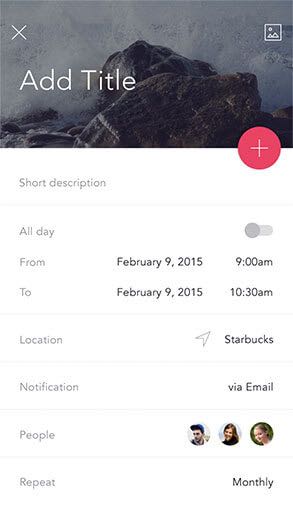 Add Title
Short description
All day
From February 9, 2015 9:00am
To February 9, 2015 10:30am
Location Starbucks
Notification via Email
People
Repeat Monthly